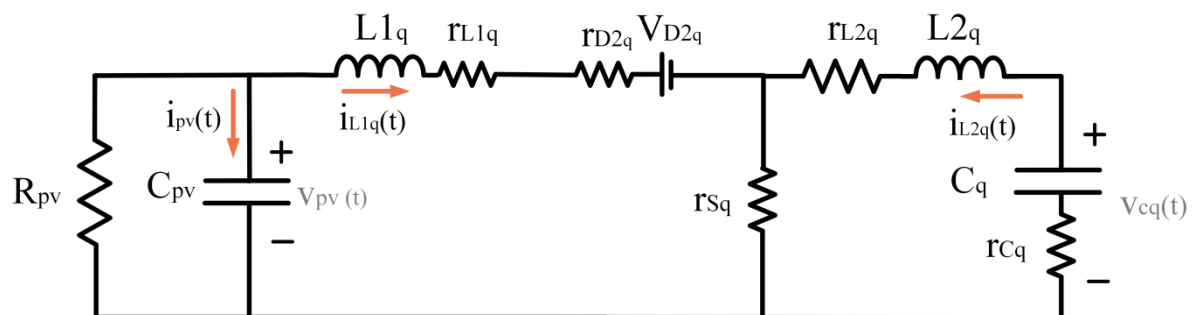 L1q
rL1q
rD2q
VD2q
rL2q
L2q
ipv(t)
iL1q(t)
iL2q(t)
+
+
Rpv
Cpv
vpv (t)
rSq
Cq
vcq(t)
rCq
−
−